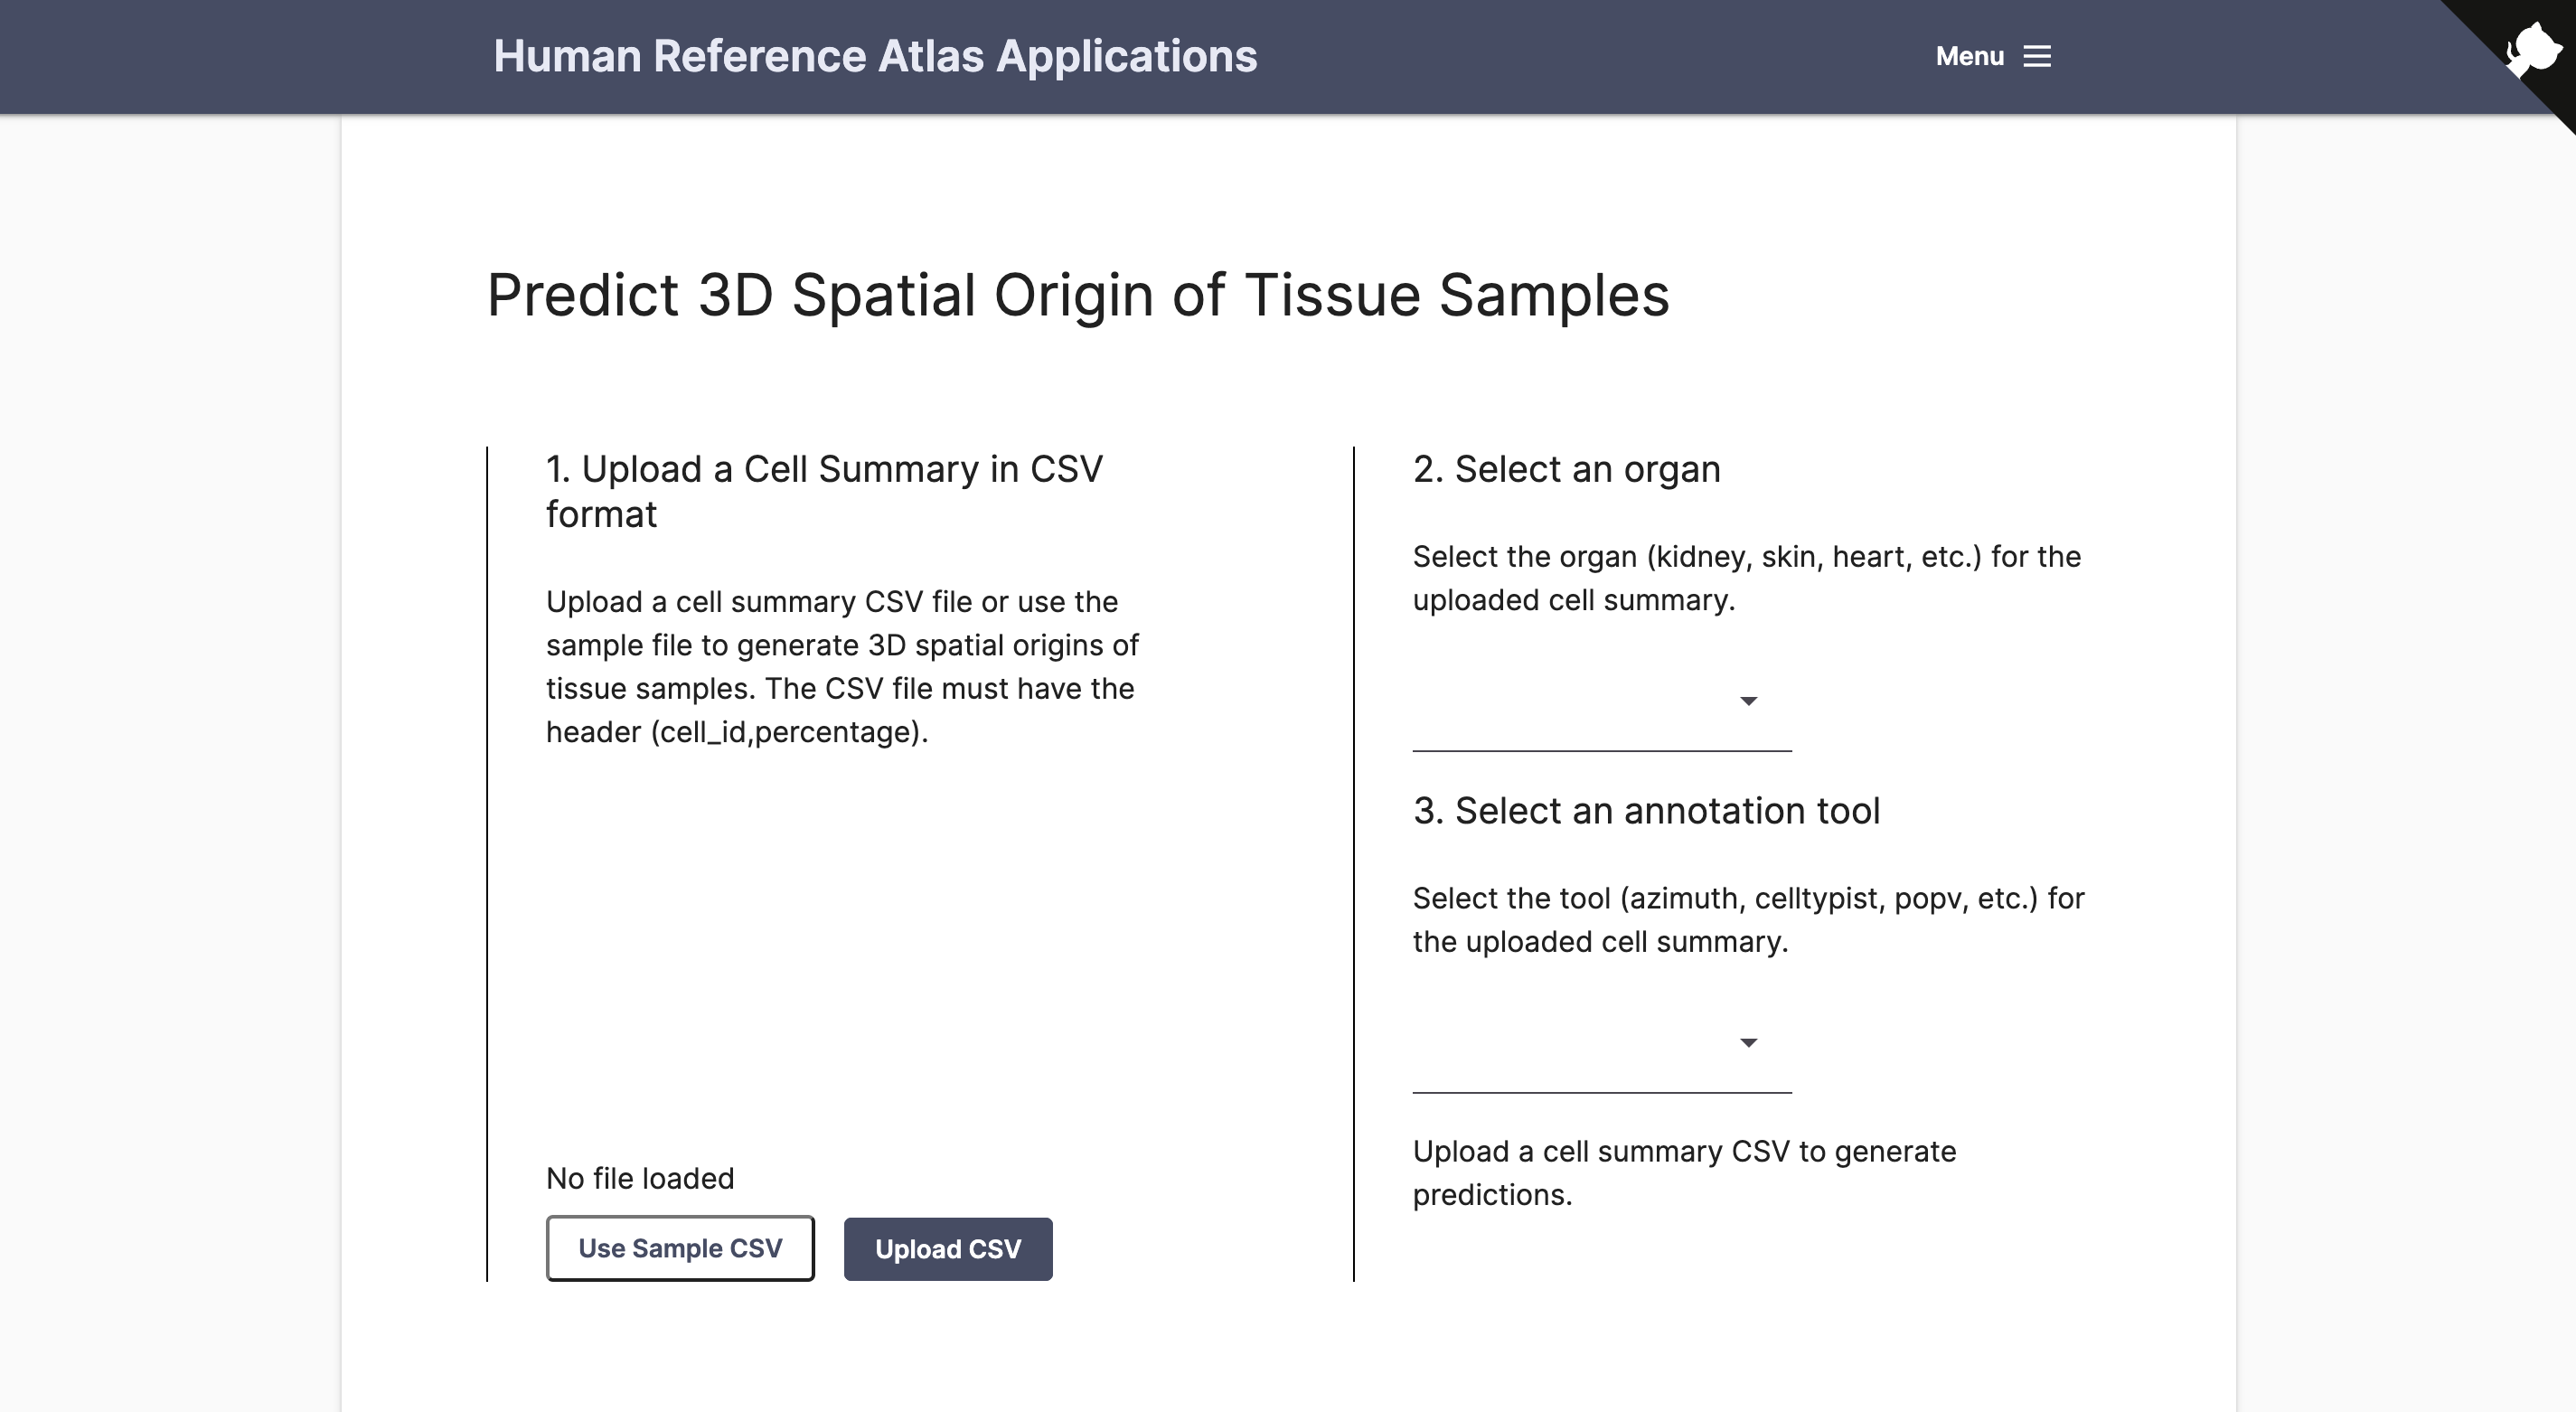 Human Reference Atlas Applications
Menu
Predict 3D Spatial Origin of Tissue Samples
1. Upload a Cell Summary in CSV
format
Upload a cell summary CSV file or use the
sample file to generate 3D spatial origins of
tissue samples. The CSV file must have the
header (cell_id,percentage).
No file loaded
Use Sample CSV
Upload CSV
2. Select an organ
Select the organ (kidney, skin, heart, etc.) for the
uploaded cell summary.
3. Select an annotation tool
Select the tool (azimuth, celltypist, popv, etc.) for
the uploaded cell summary.
Upload a cell summary CSV to generate
predictions.